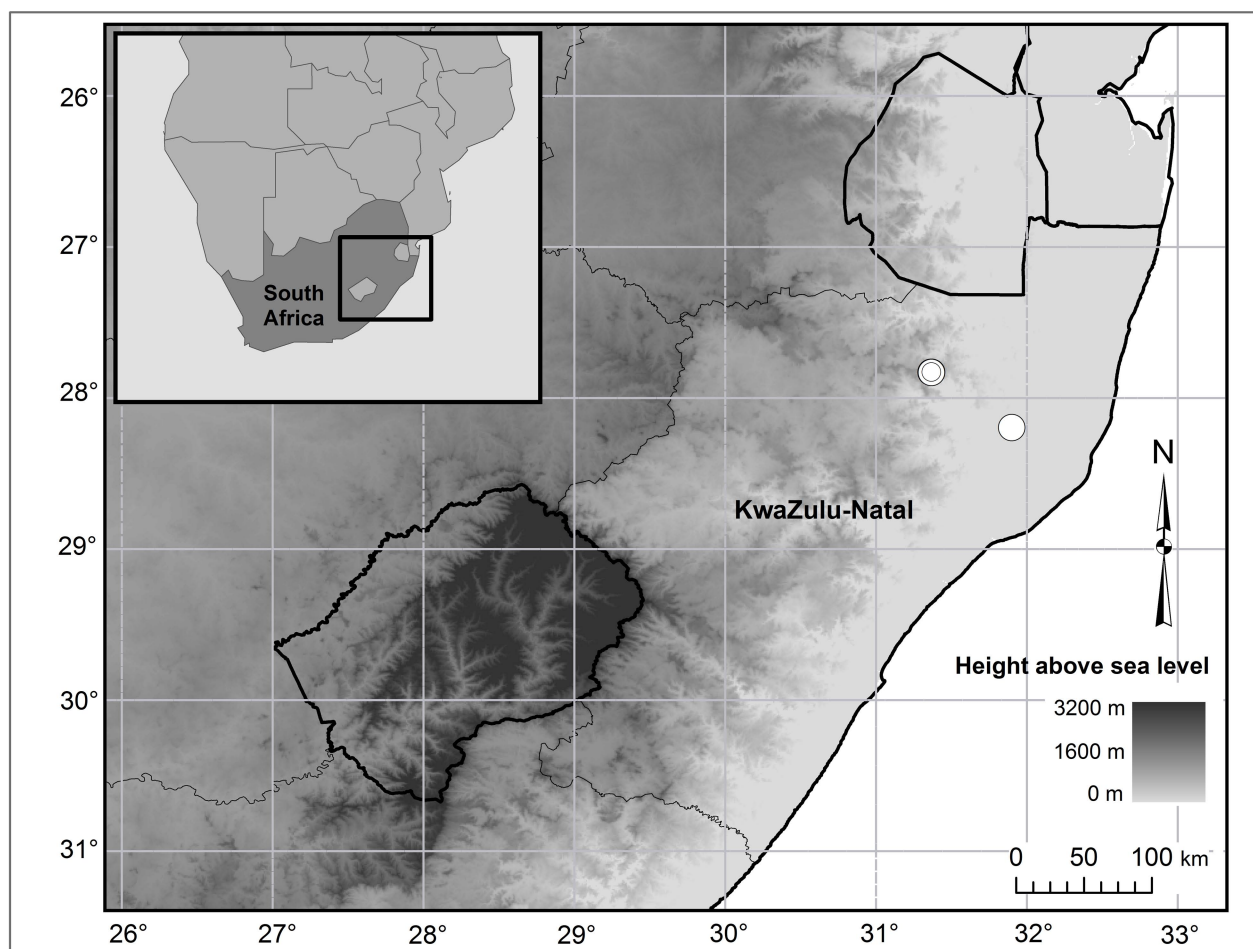 26°
27°
28°
29°
30°
31°
South
Africa
KwaZulu-Natal
N
Height above sea level
3200 m
1600 m
0 m
0 50 100 km
26° 27° 28° 29° 30° 31° 32° 33°